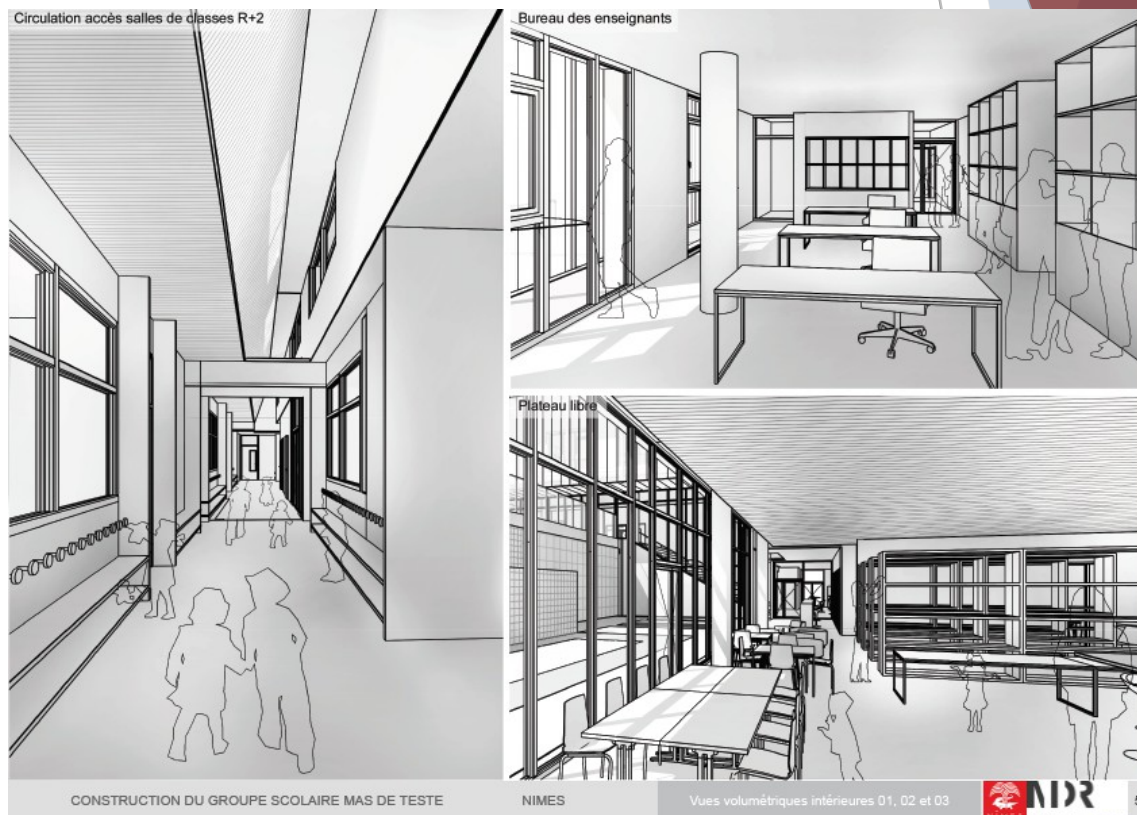 Circulation accès salles de classes R+2
Bureau des enseignants
Plateau libre
CONSTRUCTION DU GROUPE SCOLAIRE MAS DE TESTE
NIMES
Vues volumétriques intérieures 01, 02 et 03